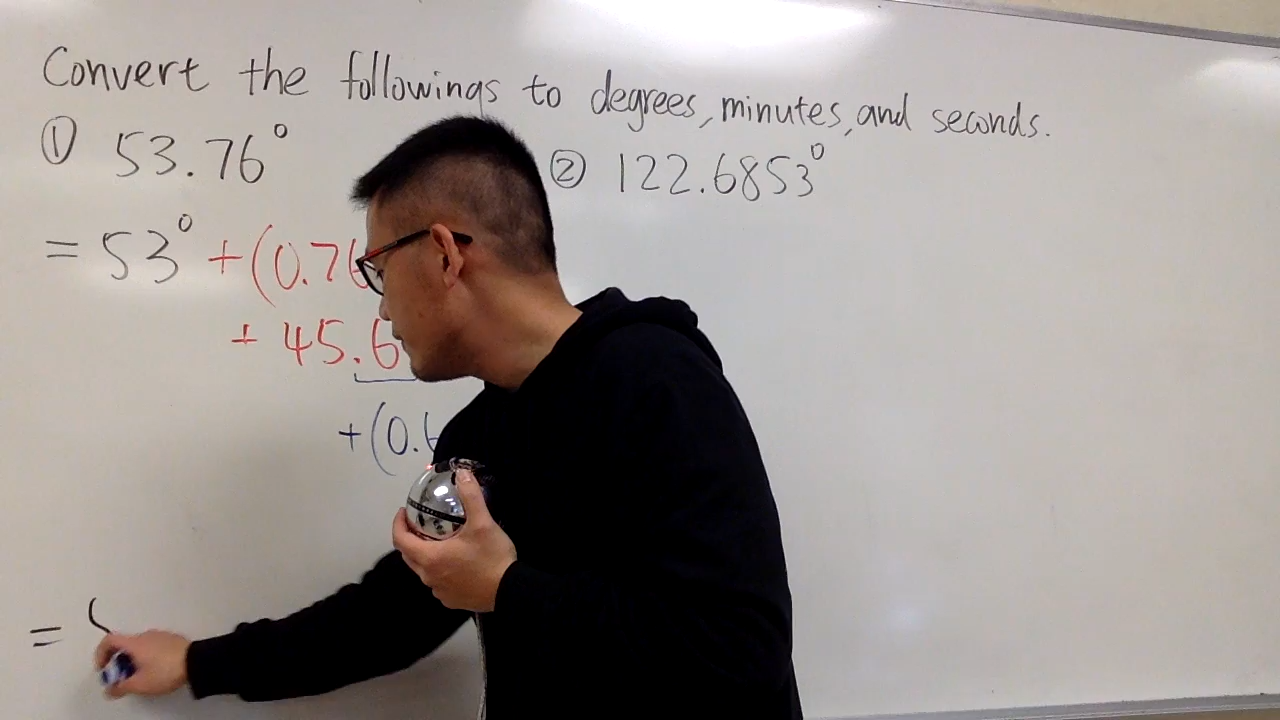 Convert the followings to degrees, minutes, and seconds.
① 53.76°
② 122.6853°
= 53° + (0.76
+ 45.6
+ (0.6
=